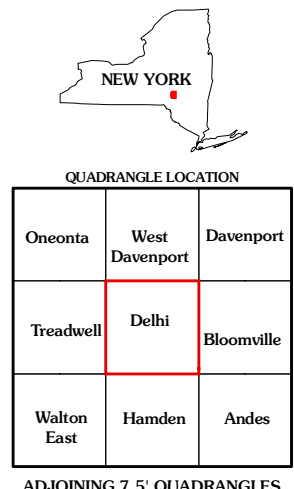 NEW YORK
QUADRANGLE LOCATION
Oneonta
West
Davenport
Davenport
Treadwell
Delhi
Bloomville
Walton
East
Hamden
Andes
ADJOINING 7.5' QUADRANGLES